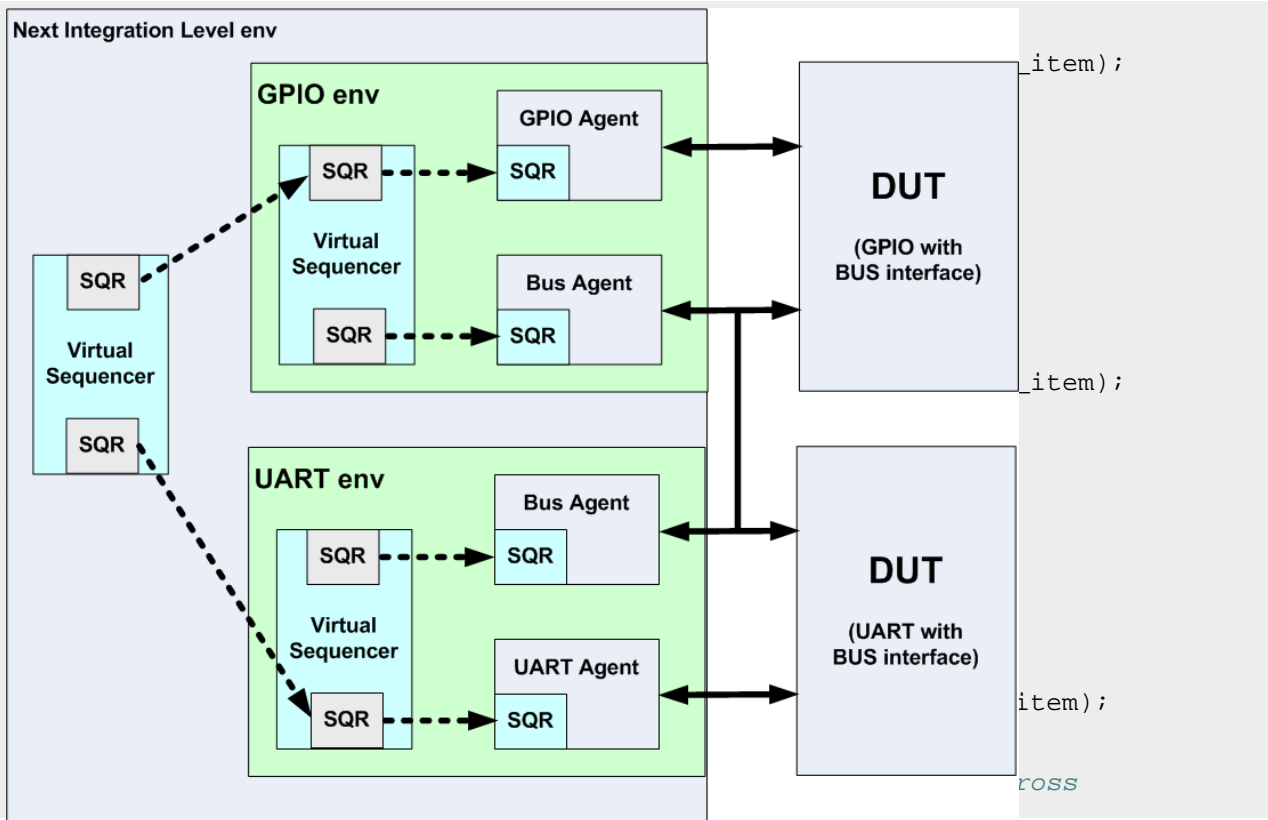 Next Integration Level env
_item);
GPIO env
GPIO Agent
SQR
SQR
DUT
(GPIO with
BUS interface)
Virtual
Sequencer
Bus Agent
SQR
SQR
SQR
Virtual
Sequencer
SQR
_item);
UART env
Bus Agent
SQR
SQR
DUT
(UART with
BUS interface)
Virtual
Sequencer
UART Agent
SQR
SQR
item);
ross